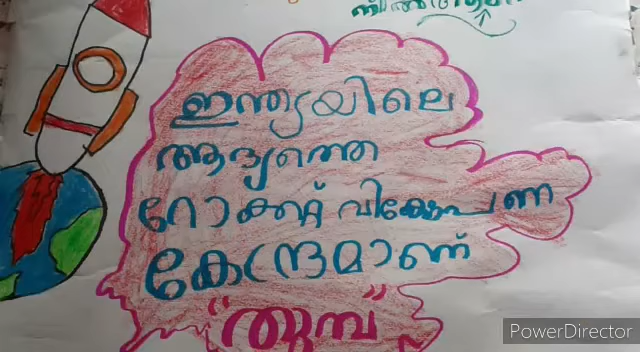 ഇന്ത്യയിലെ
ആദ്യത്തെ
റോക്കറ്റ് വിക്ഷേപണ
കേന്ദ്രമാണ്
"തുമ്പ"
PowerDirector